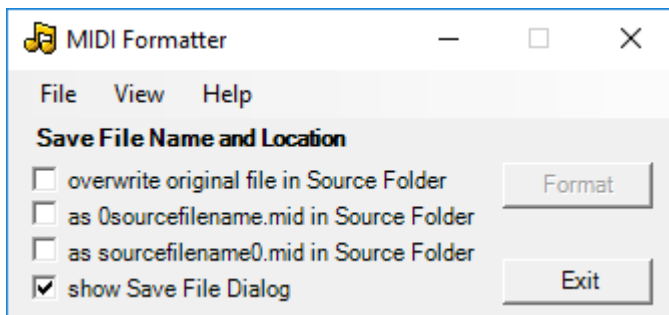 MIDI Formatter
File View Help
Save File Name and Location
overwrite original file in Source Folder
Format
as 0sourcefilename.mid in Source Folder
as sourcefilename0.mid in Source Folder
show Save File Dialog
Exit